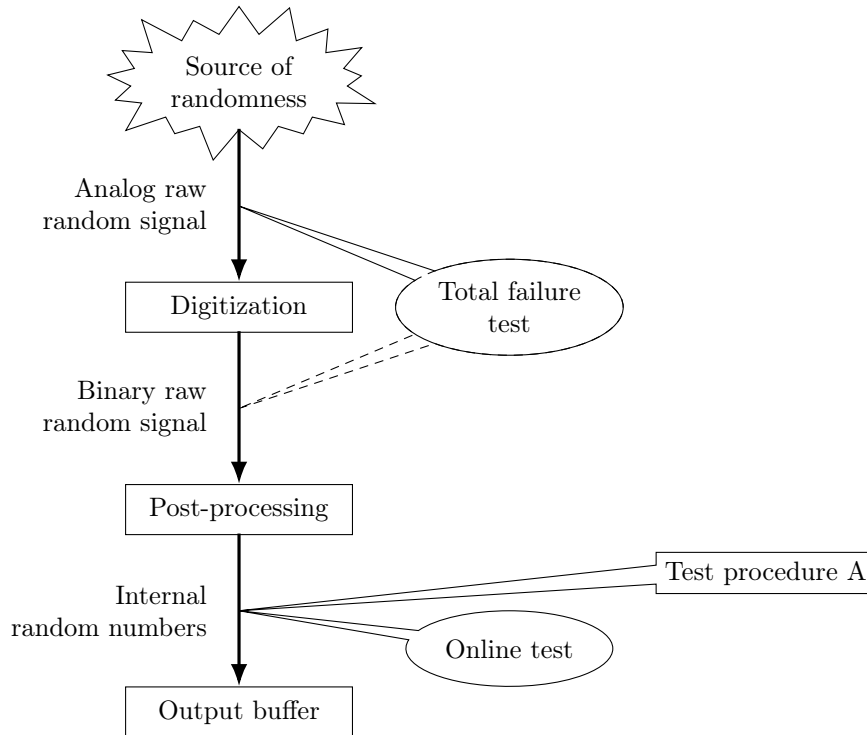 Source of
randomness
Analog raw
random signal
Digitization
Total failure
test
Binary raw
random signal
Post-processing
Internal
random numbers
Test procedure A
Online test
Output buffer